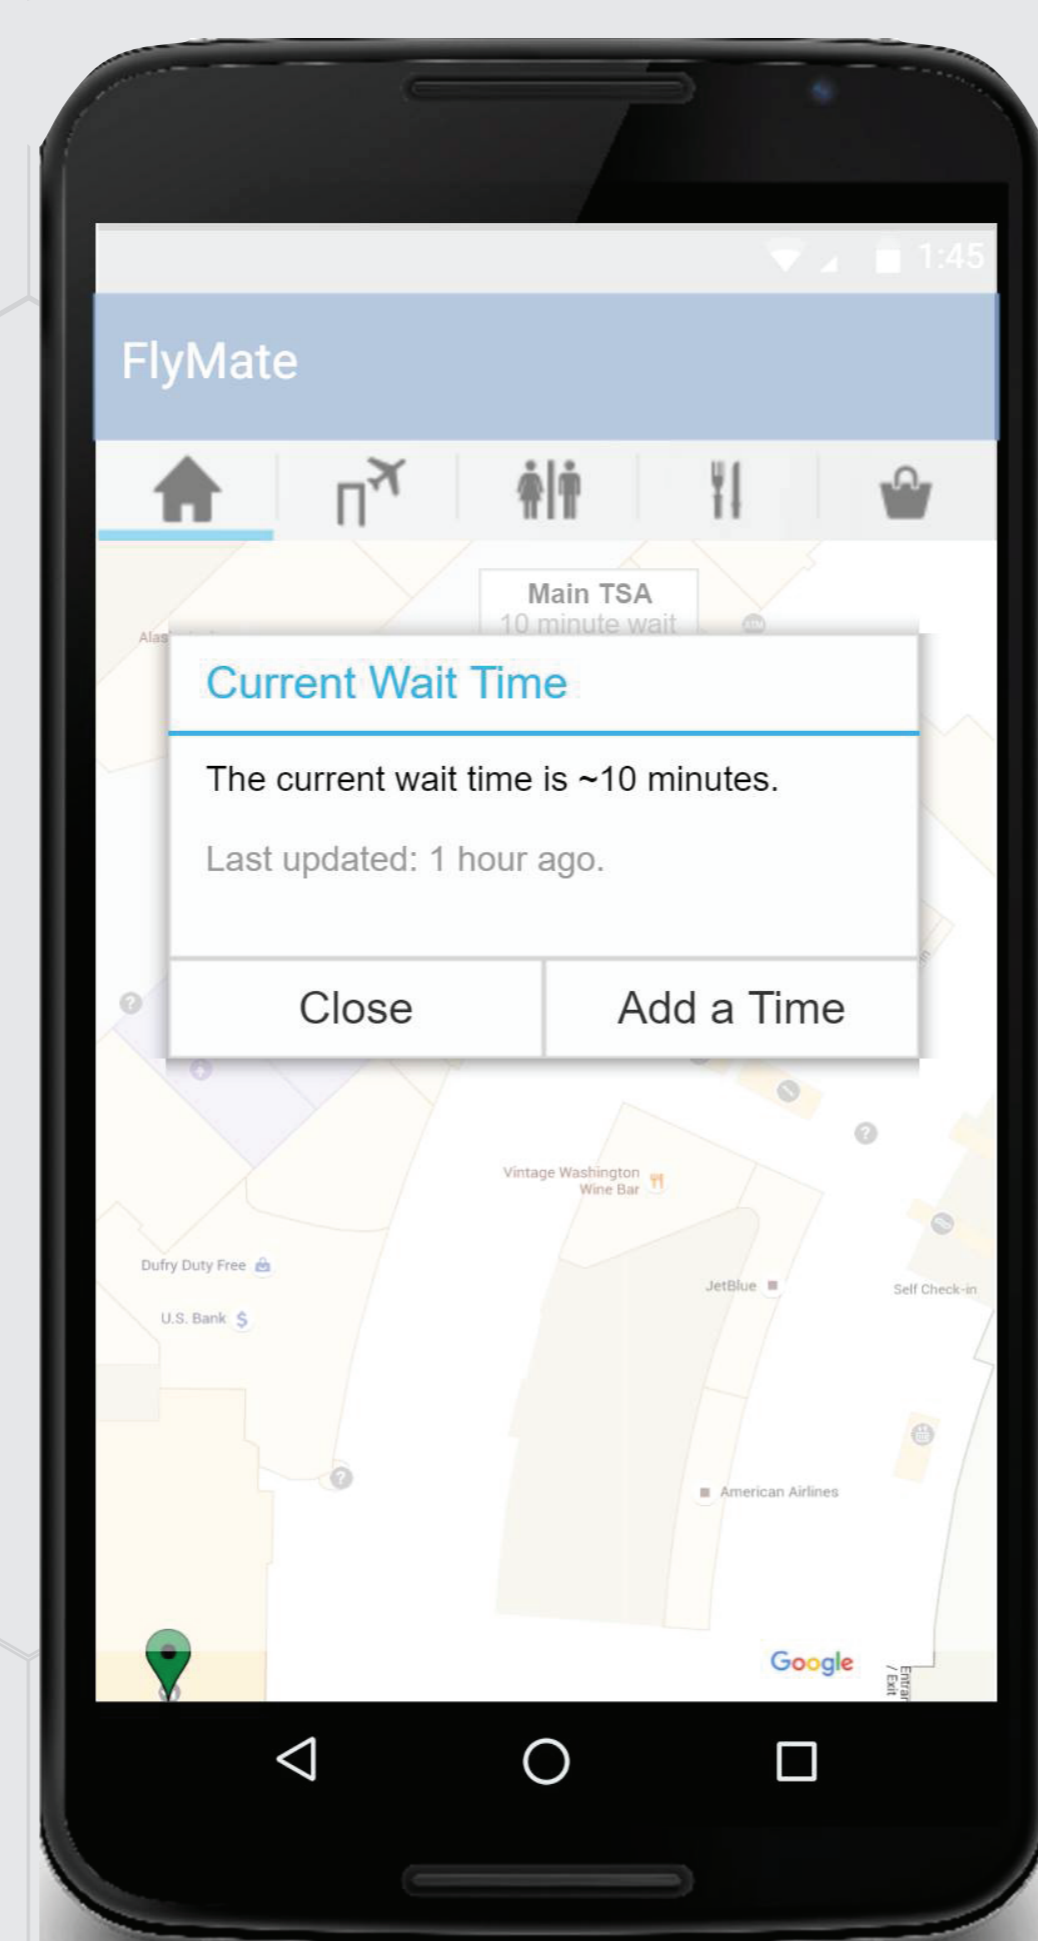 1:45
FlyMate
Main TSA
10 minute wait
ATM
Current Wait Time
The current wait time is ~10 minutes.
Last updated: 1 hour ago.
Close
Add a Time
Vintage Washington
Wine Bar
Dufry Duty Free
U.S. Bank $
JetBlue
Self Check-in
American Airlines
Google
/ Exit